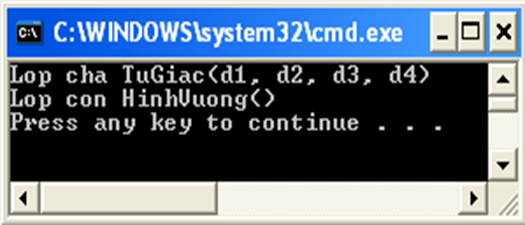 C:\WINDOWS\system32\cmd.exe
Lop cha TuGiac(d1, d2, d3, d4)
Lop con HinhVuong()
Press any key to continue . . .